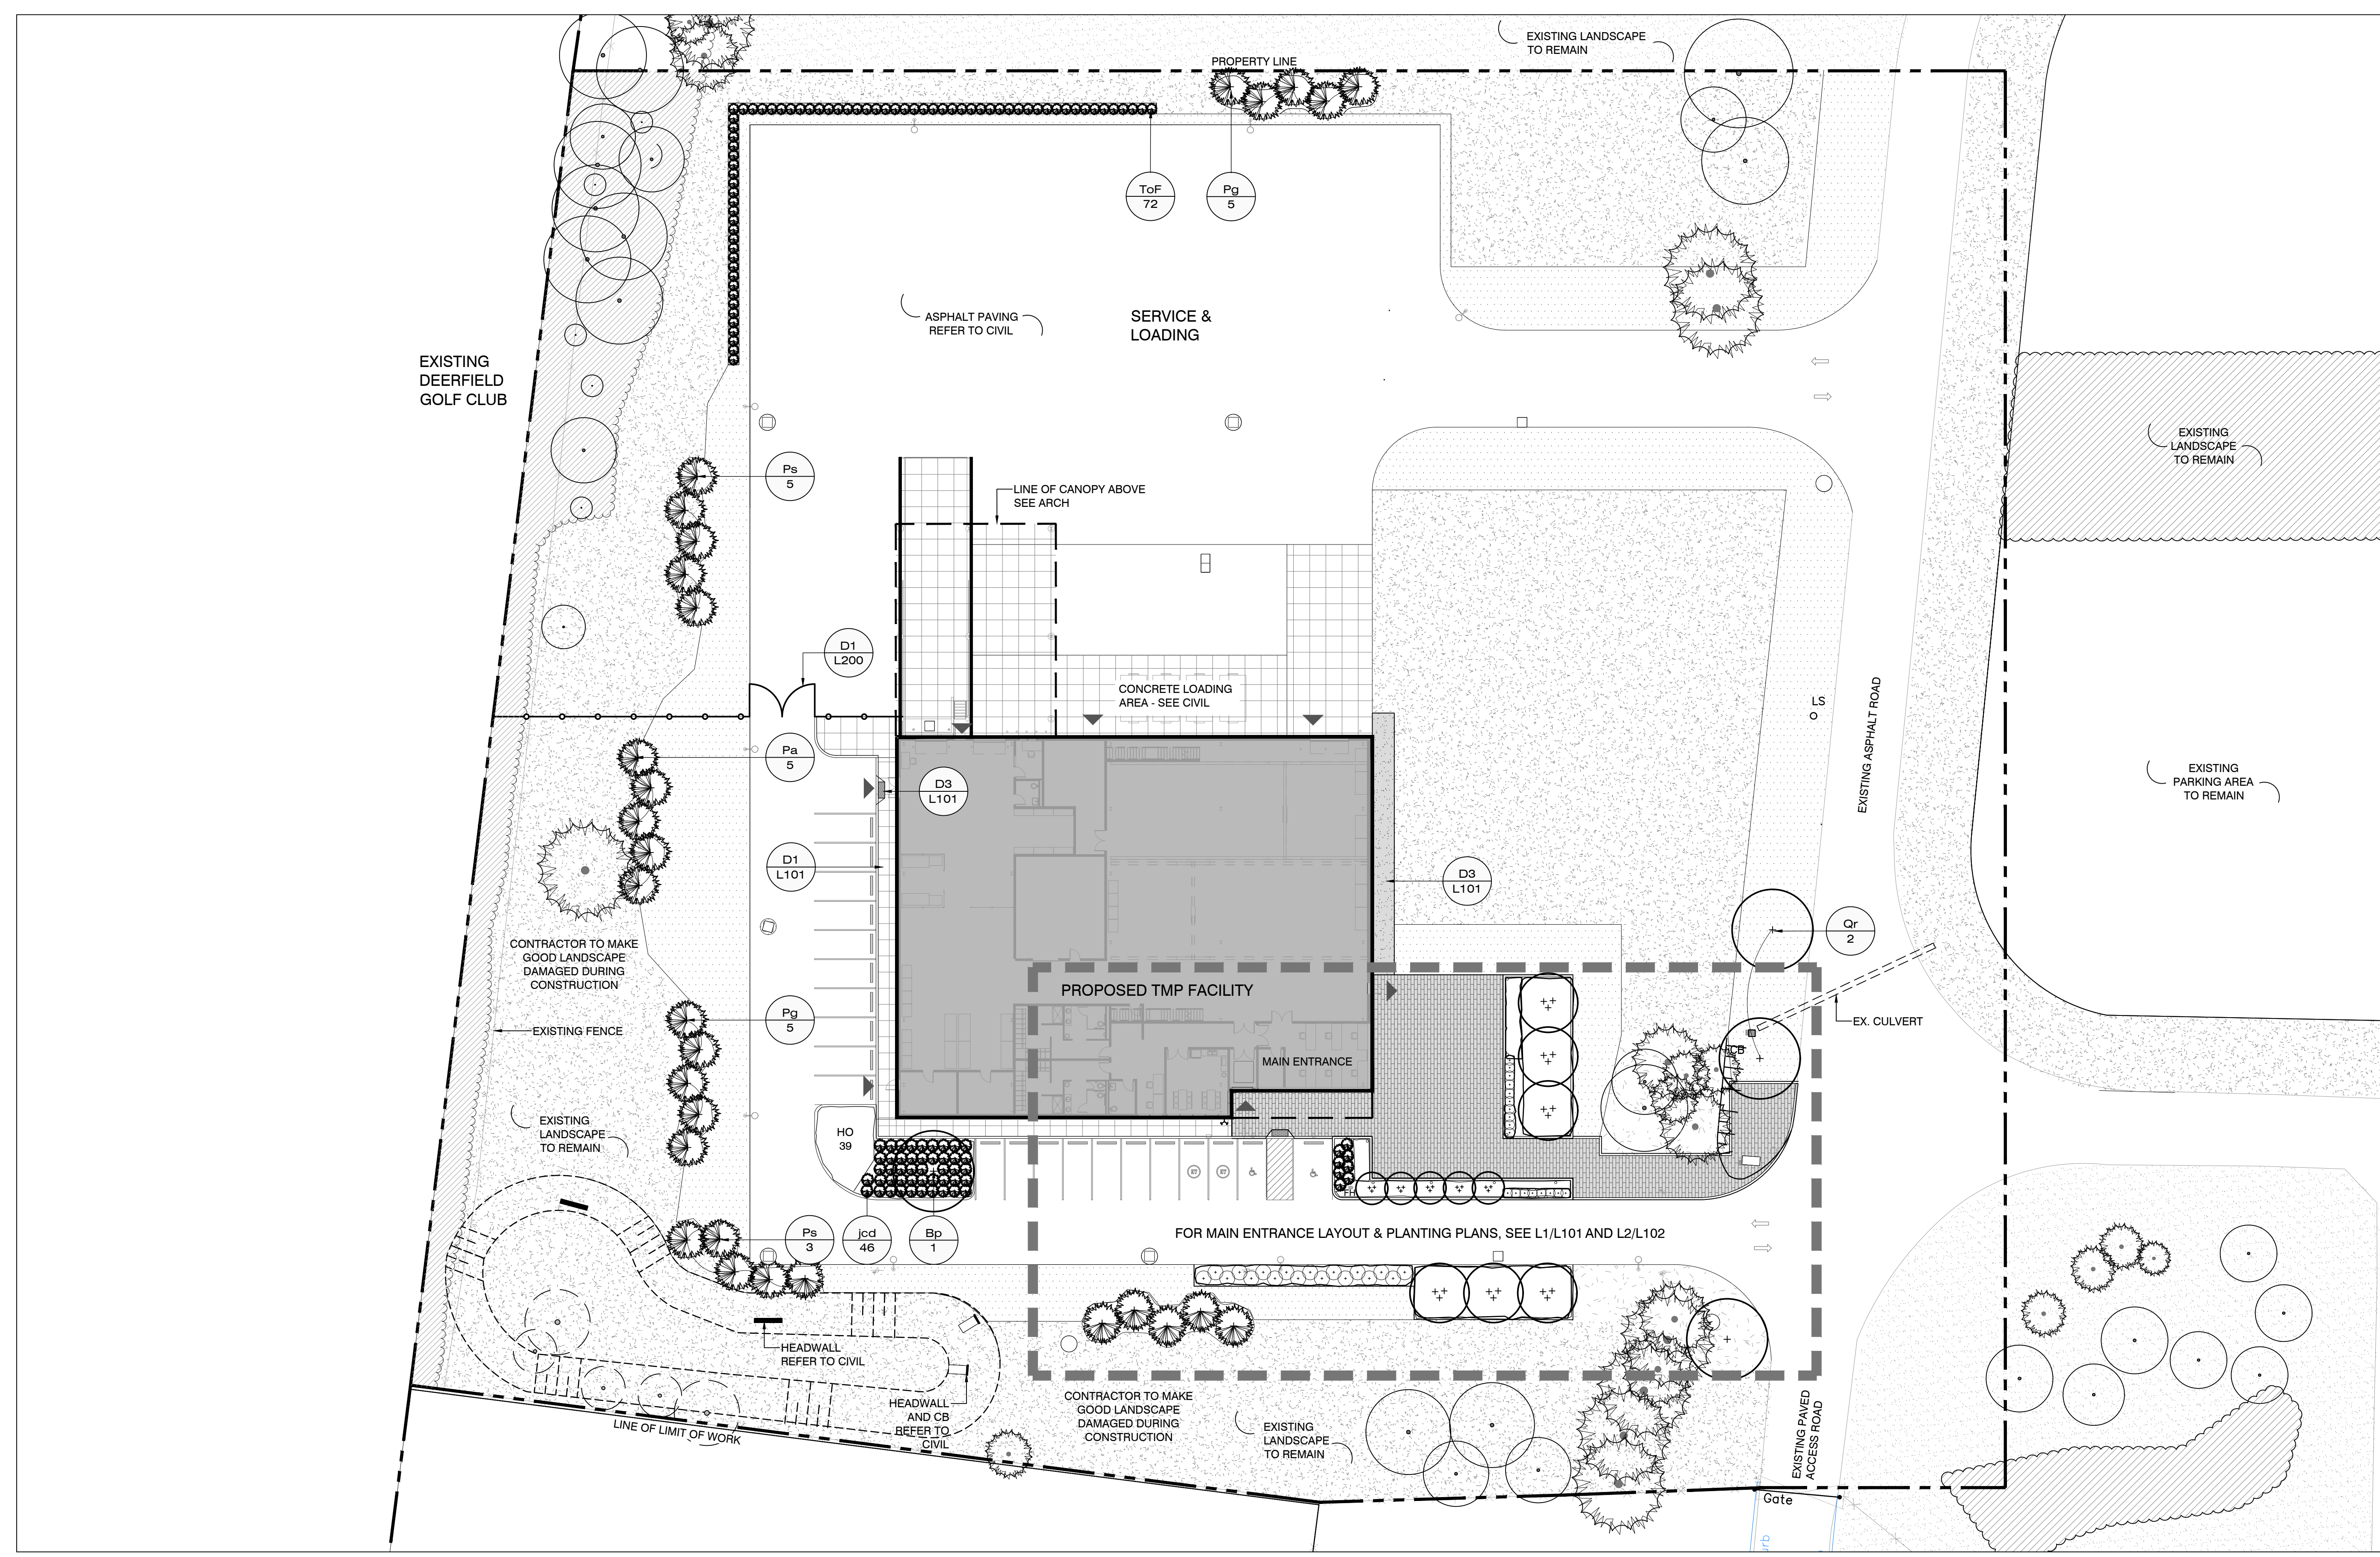 EXISTING LANDSCAPE
TO REMAIN
PROPERTY LINE
ToF
72
Pg
5
ASPHALT PAVING
REFER TO CIVIL
SERVICE &
LOADING
EXISTING
DEERFIELD
GOLF CLUB
EXISTING
LANDSCAPE
TO REMAIN
Ps
5
LINE OF CANOPY ABOVE
SEE ARCH
D1
L200
CONCRETE LOADING
AREA - SEE CIVIL
LS
EXISTING ASPHALT ROAD
Pa
5
D3
L101
EXISTING
PARKING AREA
TO REMAIN
D1
L101
D3
L101
Qr
2
CONTRACTOR TO MAKE
GOOD LANDSCAPE
DAMAGED DURING
CONSTRUCTION
PROPOSED TMP FACILITY
Pg
5
EXISTING FENCE
EX. CULVERT
CB
MAIN ENTRANCE
EXISTING
LANDSCAPE
TO REMAIN
HO
39
FH
Ps
3
jcd
46
Bp
1
FOR MAIN ENTRANCE LAYOUT & PLANTING PLANS, SEE L1/L101 AND L2/L102
HEADWALL
REFER TO CIVIL
HEADWALL
AND CB
REFER TO
CIVIL
CONTRACTOR TO MAKE
GOOD LANDSCAPE
DAMAGED DURING
CONSTRUCTION
LINE OF LIMIT OF WORK
EXISTING
LANDSCAPE
TO REMAIN
EXISTING PAVED
ACCESS ROAD
Gate